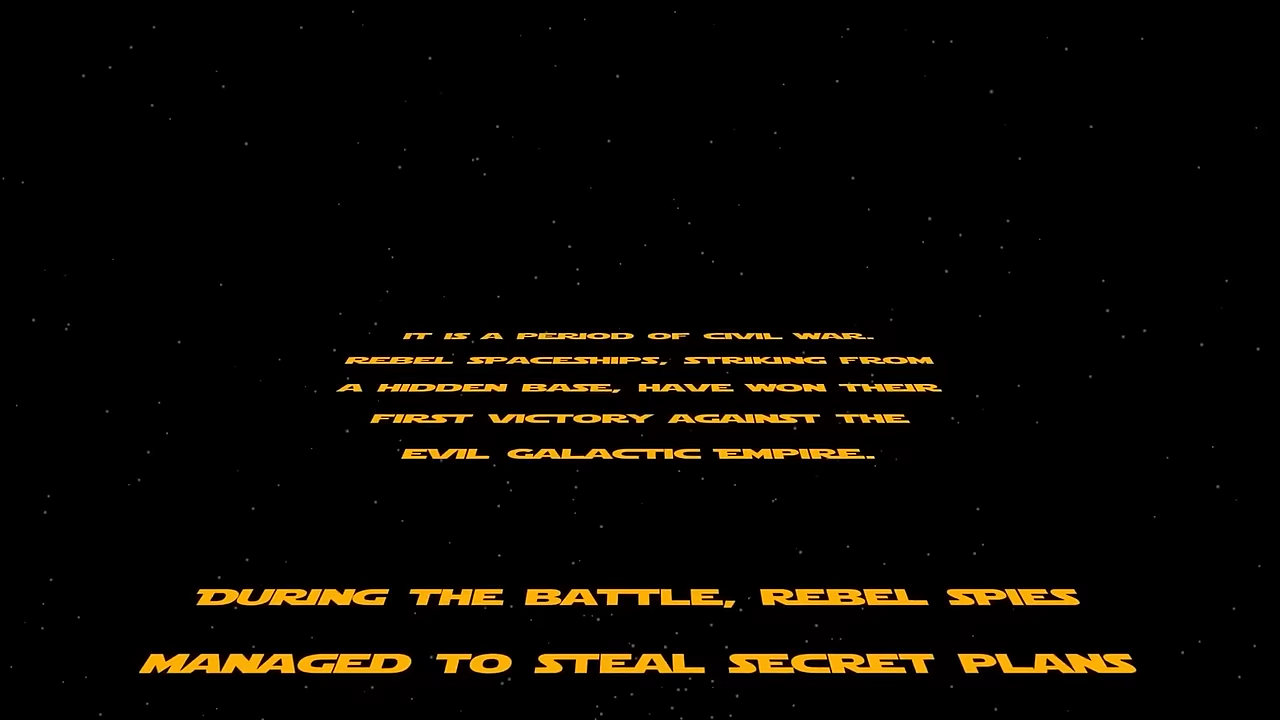 IT IS A PERIOD OF CIVIL WAR.
REBEL SPACESHIPS, STRIKING FROM
A HIDDEN BASE, HAVE WON THEIR
FIRST VICTORY AGAINST THE
EVIL GALACTIC EMPIRE.
DURING THE BATTLE, REBEL SPIES
MANAGED TO STEAL SECRET PLANS